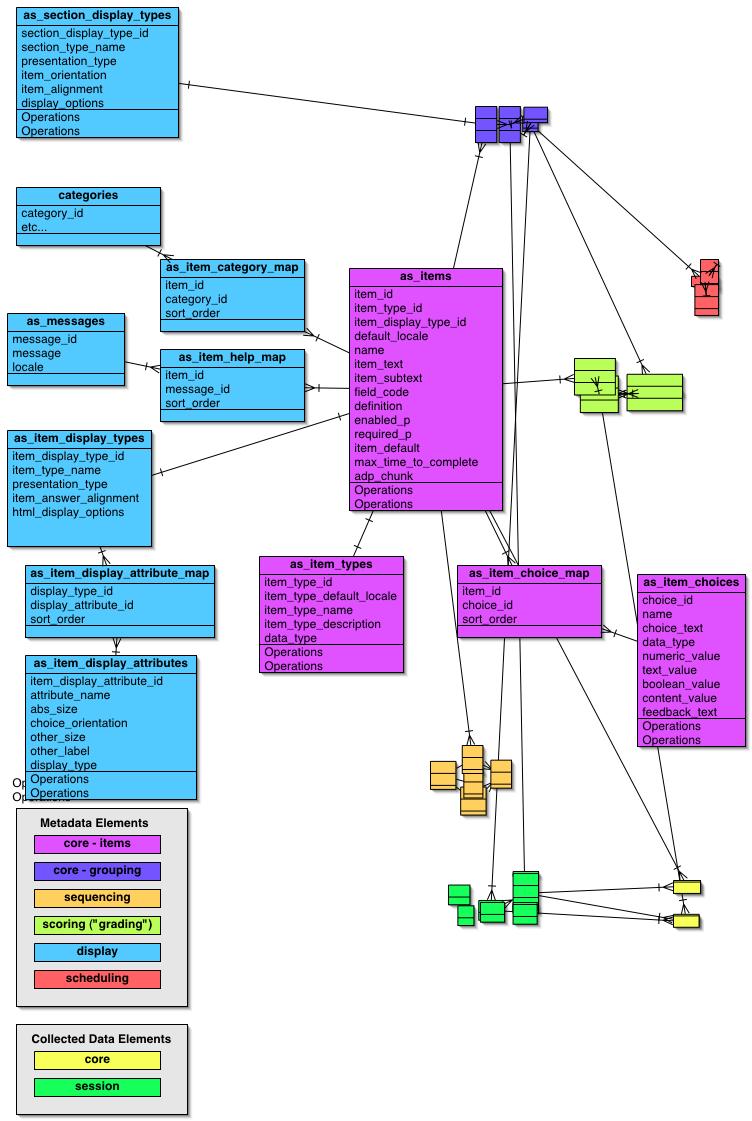 as_section_display_types
section_display_type_id
section_type_name
presentation_type
item_orientation
item_alignment
display_options
Operations
Operations
categories
category_id
etc...
as_item_category_map
item_id
category_id
sort_order
as_messages
message_id
message
locale
as_item_help_map
item_id
message_id
sort_order
as_items
item_id
item_type_id
item_display_type_id
default_locale
name
item_text
item_subtext
field_code
definition
enabled_p
required_p
item_default
max_time_to_complete
adp_chunk
Operations
Operations
as_item_display_types
item_display_type_id
item_type_name
presentation_type
item_answer_alignment
html_display_options
as_item_display_attribute_map
display_type_id
display_attribute_id
sort_order
as_item_types
item_type_id
item_type_default_locale
item_type_name
item_type_description
data_type
Operations
Operations
as_item_choice_map
item_id
choice_id
sort_order
as_item_choices
choice_id
name
choice_text
data_type
numeric_value
text_value
boolean_value
content_value
feedback_text
Operations
Operations
as_item_display_attributes
item_display_attribute_id
attribute_name
abs_size
choice_orientation
other_size
other_label
display_type
Operations
Operations
Metadata Elements
core - items
core - grouping
sequencing
scoring ("grading")
display
scheduling
Collected Data Elements
core
session